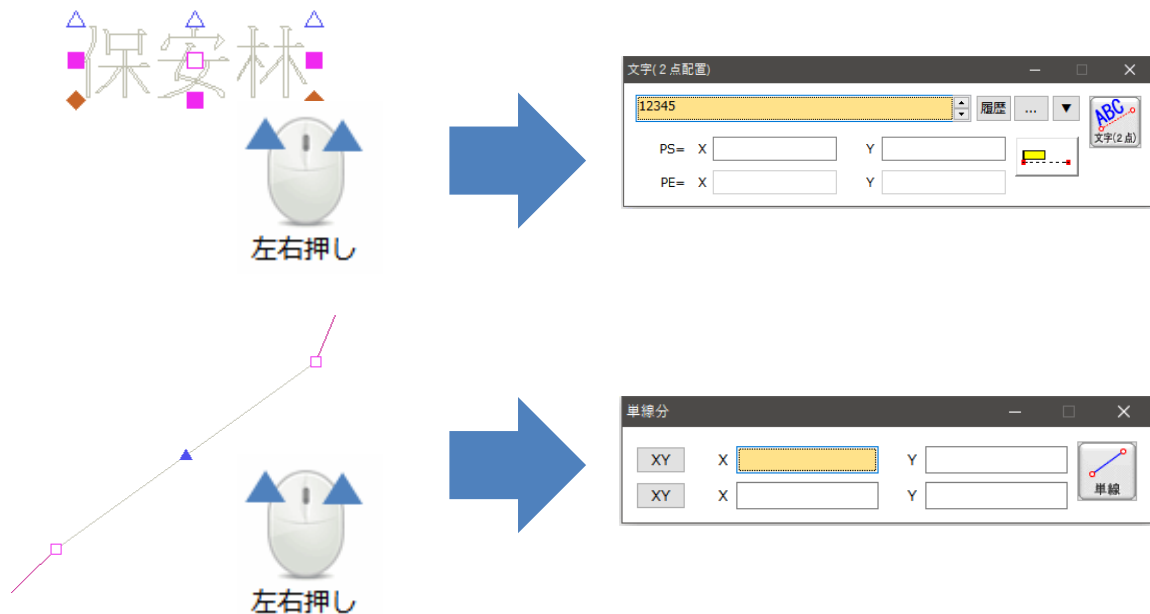 保安林
左右押し
文字(2点配置)
12345
履歴 ... ▼
ABC
文字(2点)
PS= X Y
PE= X Y
左右押し
単線分
XY X Y
XY X Y
単線